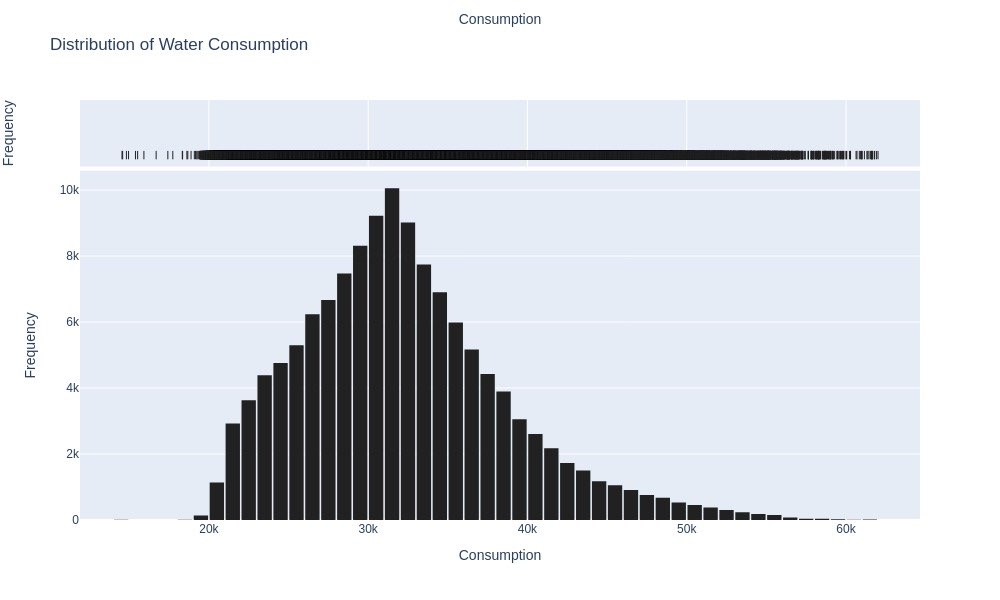 Consumption
Distribution of Water Consumption
Frequency
Frequency
10k
8k
6k
4k
2k
0
20k 30k 40k 50k 60k
Consumption